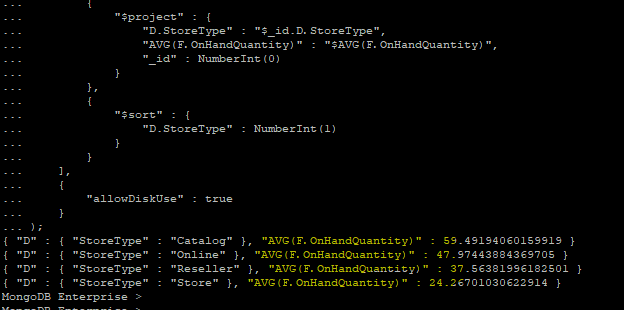 ... {
... "$project" : {
... "D.StoreType" : "$_id.D.StoreType",
... "AVG(F.OnHandQuantity)" : "$AVG(F.OnHandQuantity)",
... "_id" : NumberInt(0)
... }
... },
... {
... "$sort" : {
... "D.StoreType" : NumberInt(1)
... }
... }
... ],
... {
... "allowDiskUse" : true
... }
... );
{ "D" : { "StoreType" : "Catalog" }, "AVG(F.OnHandQuantity)" : 59.49194060159919 }
{ "D" : { "StoreType" : "Online" }, "AVG(F.OnHandQuantity)" : 47.97443884369705 }
{ "D" : { "StoreType" : "Reseller" }, "AVG(F.OnHandQuantity)" : 37.56381996182501 }
{ "D" : { "StoreType" : "Store" }, "AVG(F.OnHandQuantity)" : 24.26701030622914 }
MongoDB Enterprise >
MongoDB Enterprise >